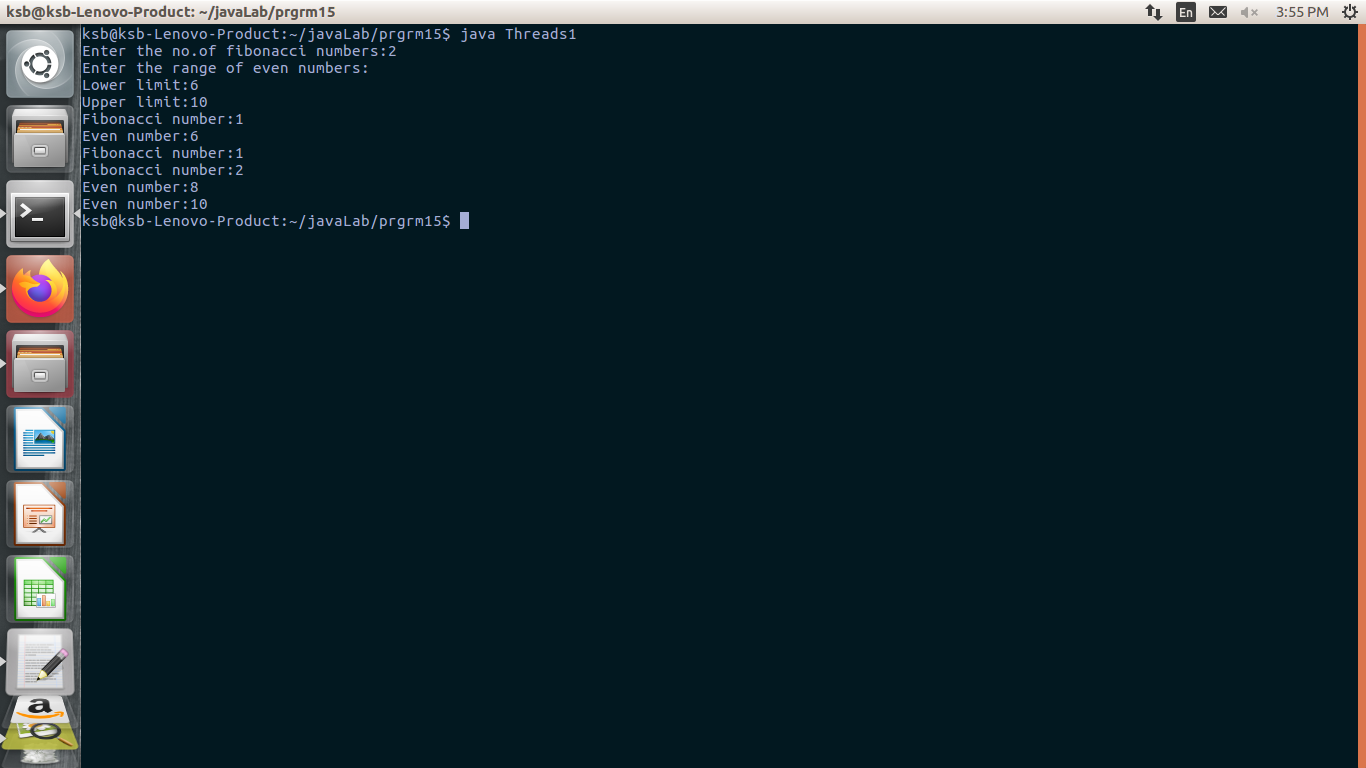 ksb@ksb-Lenovo-Product: ~/javaLab/prgrm15
En
3:55 PM
ksb@ksb-Lenovo-Product:~/javaLab/prgrm15$ java Threads1
Enter the no.of fibonacci numbers:2
Enter the range of even numbers:
Lower limit:6
Upper limit:10
Fibonacci number:1
Even number:6
Fibonacci number:1
Fibonacci number:2
Even number:8
Even number:10
ksb@ksb-Lenovo-Product:~/javaLab/prgrm15$
a